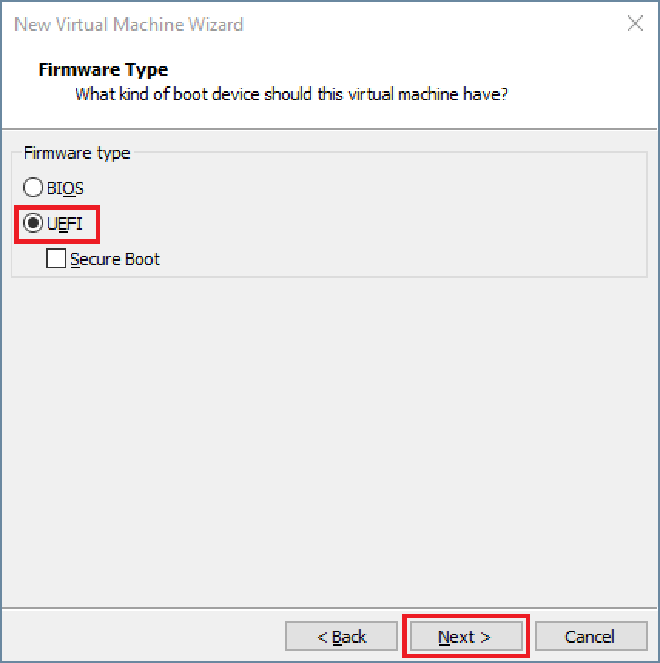 New Virtual Machine Wizard
Firmware Type
What kind of boot device should this virtual machine have?
Firmware type
BIOS
UEFI
Secure Boot
< Back Next > Cancel